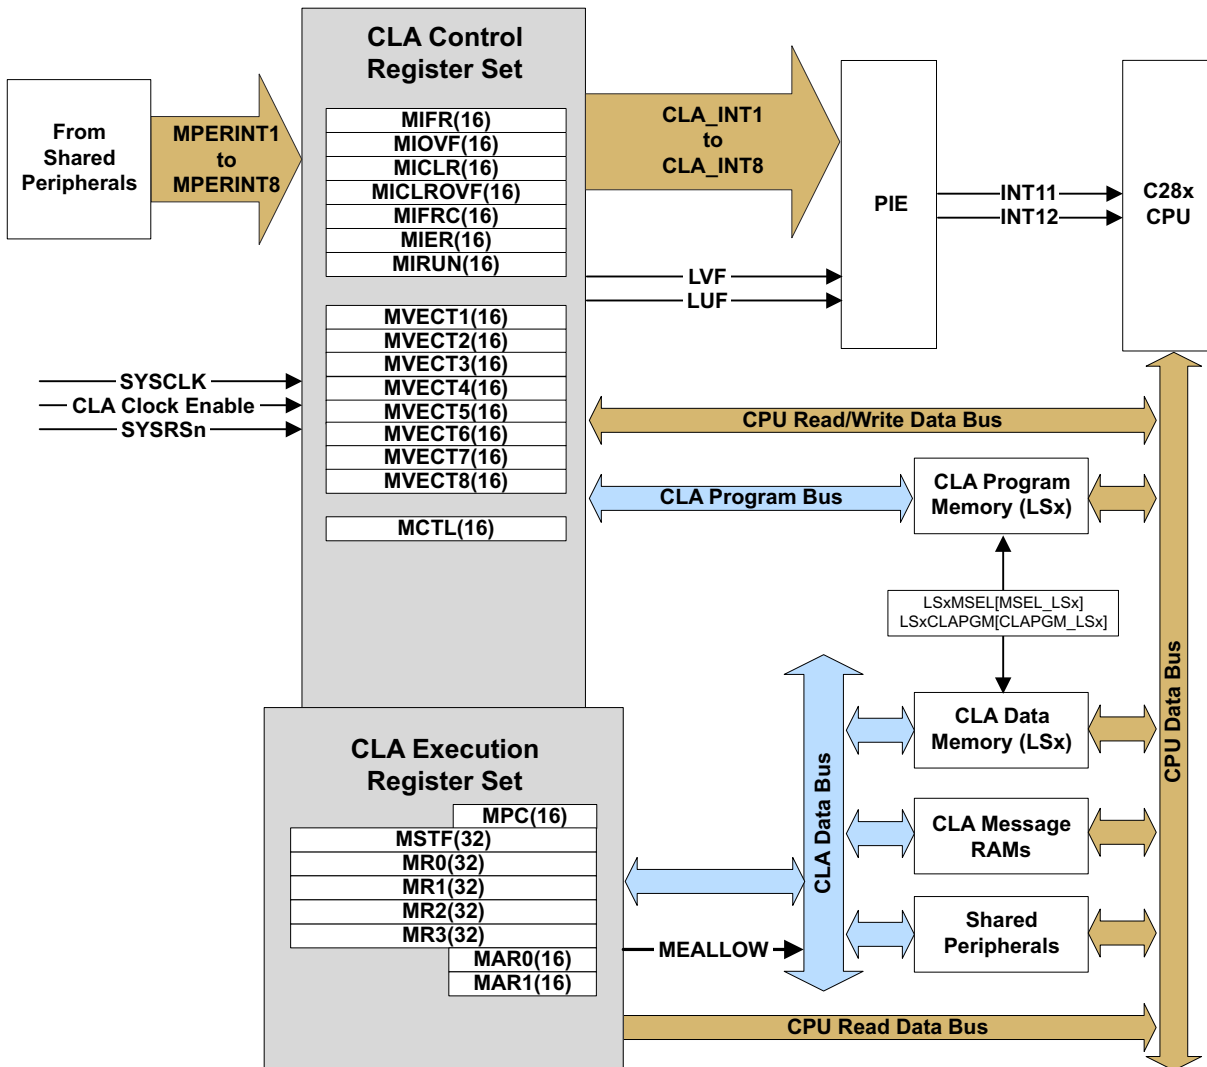 CLA Control
Register Set
From
Shared
Peripherals
MPERINT1
to
MPERINT8
MIFR(16)
MIOVF(16)
MICLR(16)
MICLROVF(16)
MIFRC(16)
MIER(16)
MIRUN(16)
CLA_INT1
to
CLA_INT8
PIE
INT11
INT12
C28x
CPU
LVF
LUF
MVECT1(16)
MVECT2(16)
MVECT3(16)
MVECT4(16)
MVECT5(16)
MVECT6(16)
MVECT7(16)
MVECT8(16)
SYSCLK
CLA Clock Enable
SYSRSn
CPU Read/Write Data Bus
CLA Program Bus
CLA Program
Memory (LSx)
MCTL(16)
LSxMSEL[MSEL_LSx]
LSxCLAPGM[CLAPGM_LSx]
CPU Data Bus
CLA Data Bus
CLA Data
Memory (LSx)
CLA Message
RAMs
Shared
Peripherals
CLA Execution
Register Set
MPC(16)
MSTF(32)
MR0(32)
MR1(32)
MR2(32)
MR3(32)
MAR0(16)
MAR1(16)
MEALLOW
CPU Read Data Bus